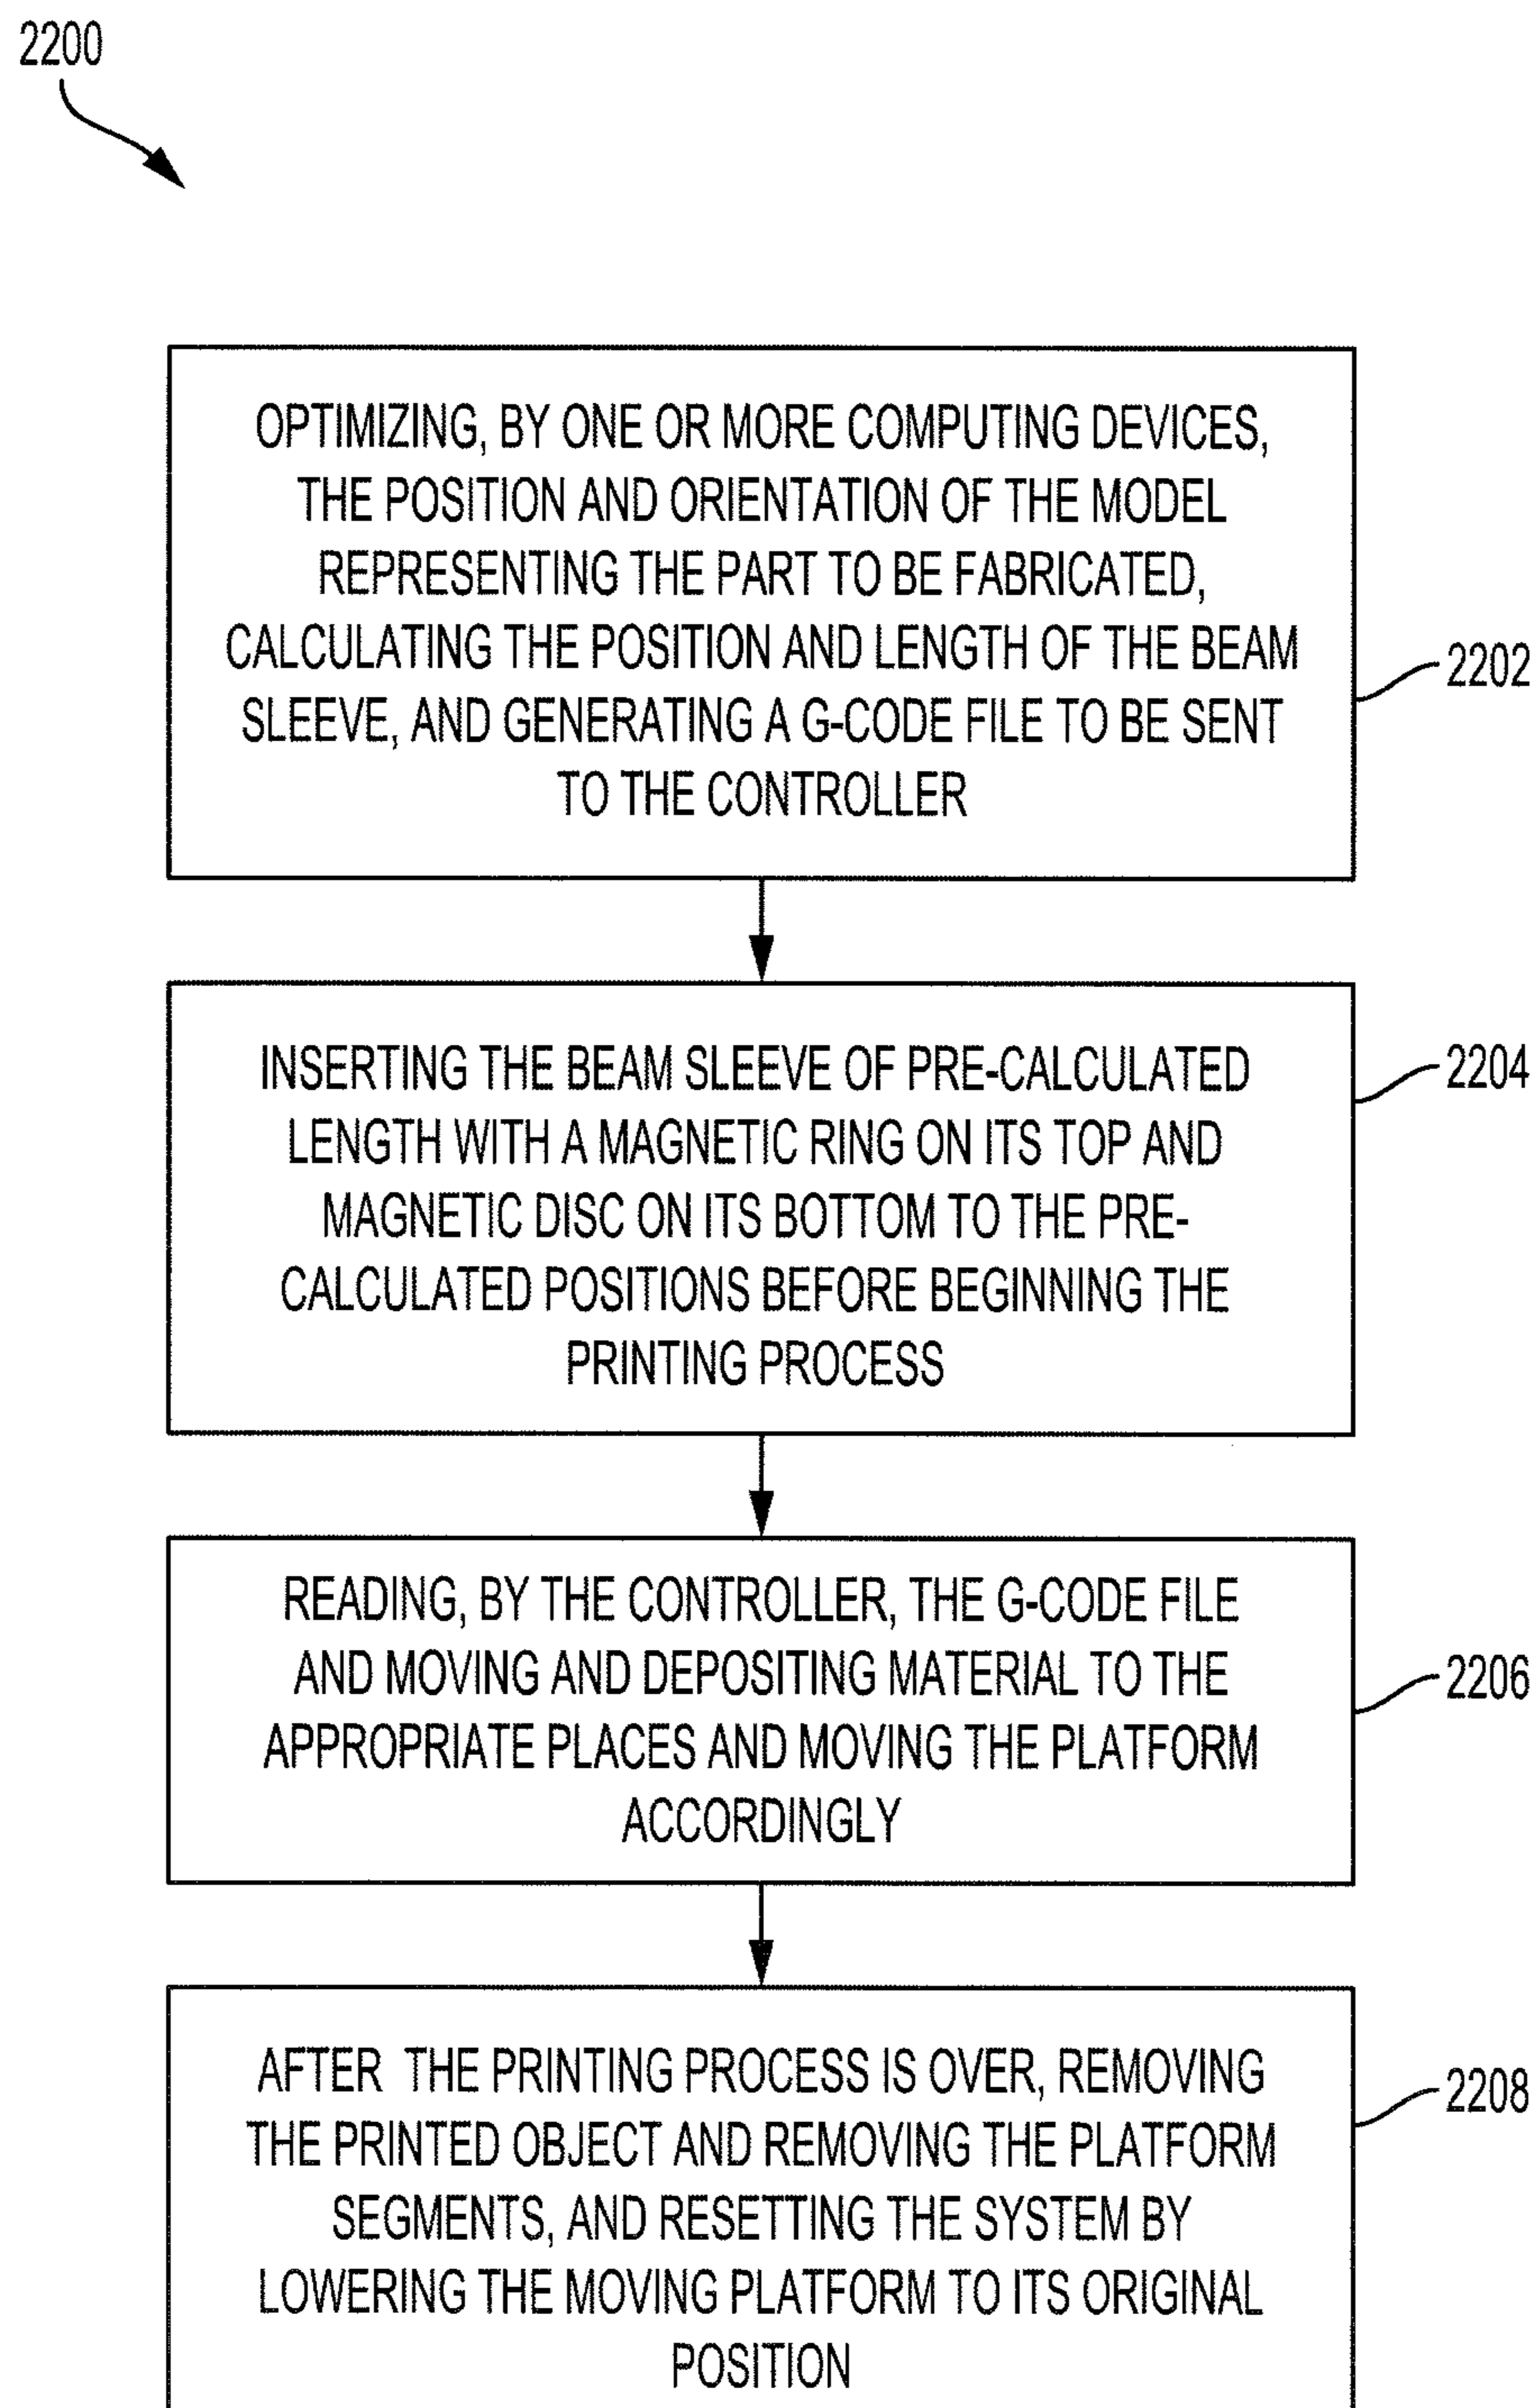 2200
OPTIMIZING, BY ONE OR MORE COMPUTING DEVICES,
THE POSITION AND ORIENTATION OF THE MODEL
REPRESENTING THE PART TO BE FABRICATED,
CALCULATING THE POSITION AND LENGTH OF THE BEAM
SLEEVE, AND GENERATING A G-CODE FILE TO BE SENT
TO THE CONTROLLER
2202
INSERTING THE BEAM SLEEVE OF PRE-CALCULATED
LENGTH WITH A MAGNETIC RING ON ITS TOP AND
MAGNETIC DISC ON ITS BOTTOM TO THE PRE-
CALCULATED POSITIONS BEFORE BEGINNING THE
PRINTING PROCESS
2204
READING, BY THE CONTROLLER, THE G-CODE FILE
AND MOVING AND DEPOSITING MATERIAL TO THE
APPROPRIATE PLACES AND MOVING THE PLATFORM
ACCORDINGLY
2206
AFTER THE PRINTING PROCESS IS OVER, REMOVING
THE PRINTED OBJECT AND REMOVING THE PLATFORM
SEGMENTS, AND RESETTING THE SYSTEM BY
LOWERING THE MOVING PLATFORM TO ITS ORIGINAL
POSITION
2208